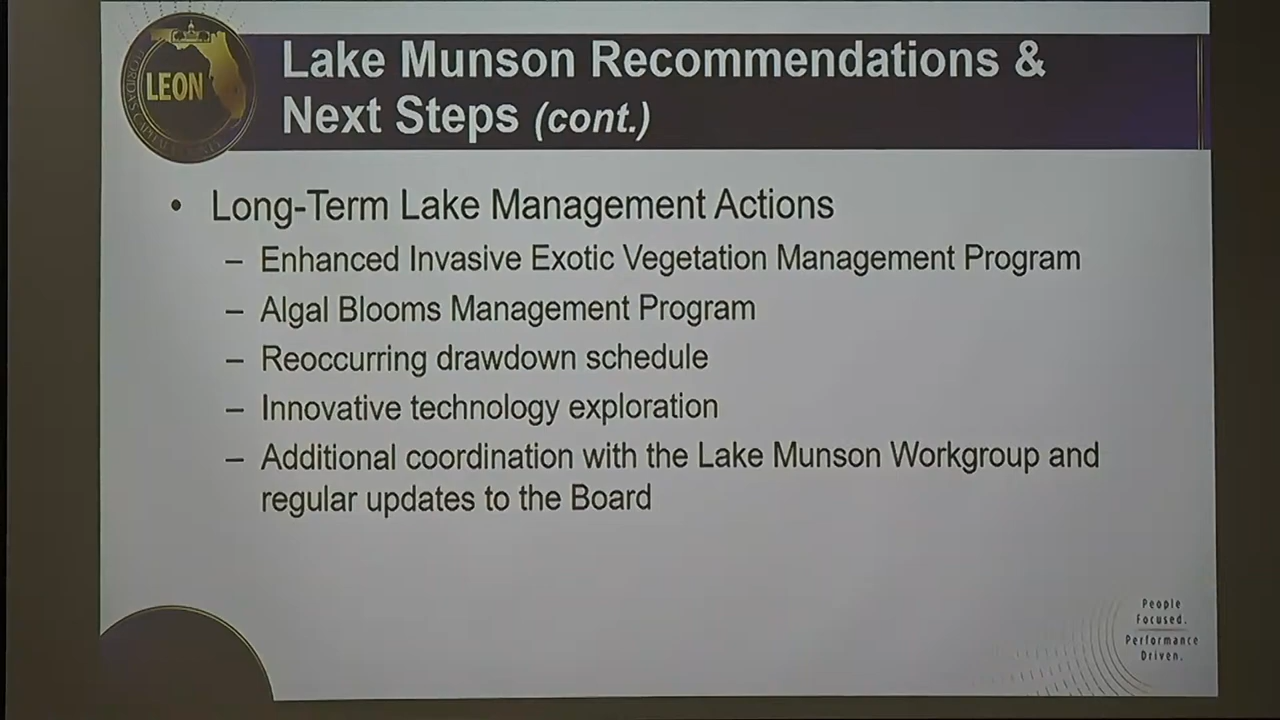 LEON
Lake Munson Recommendations &
Next Steps (cont.)
• Long-Term Lake Management Actions
– Enhanced Invasive Exotic Vegetation Management Program
– Algal Blooms Management Program
– Reoccurring drawdown schedule
– Innovative technology exploration
– Additional coordination with the Lake Munson Workgroup and
regular updates to the Board
People
Focused.
Performance
Driven.